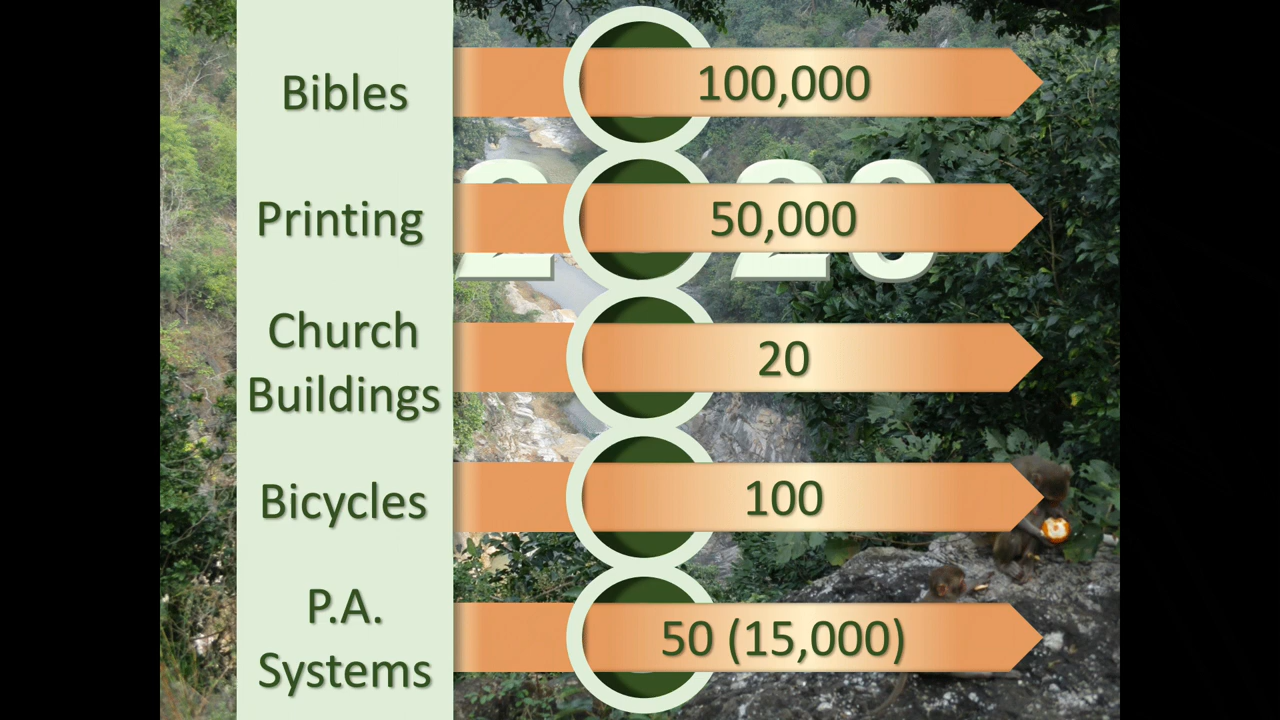 Bibles
100,000
Printing
50,000
Church
Buildings
20
Bicycles
100
P.A.
Systems
50 (15,000)